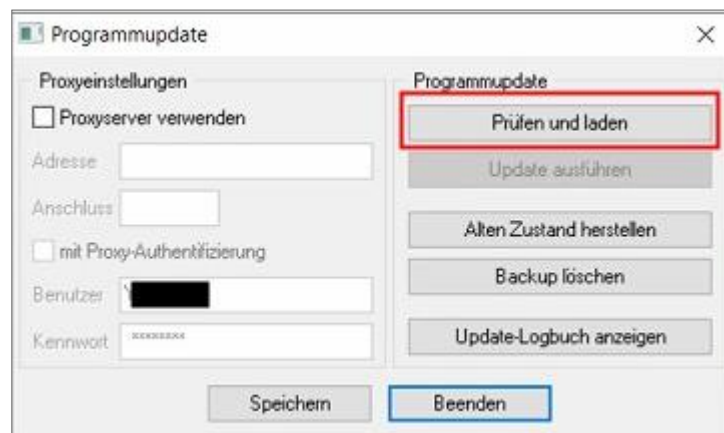 Programmupdate
Proxyeinstellungen
Proxyserver verwenden
Adresse
Anschluss
mit Proxy-Authentifizierung
Benutzer
Kennwort xxxxxxxx
Programmupdate
Prüfen und laden
Update ausführen
Alten Zustand herstellen
Backup löschen
Update-Logbuch anzeigen
Speichern
Beenden